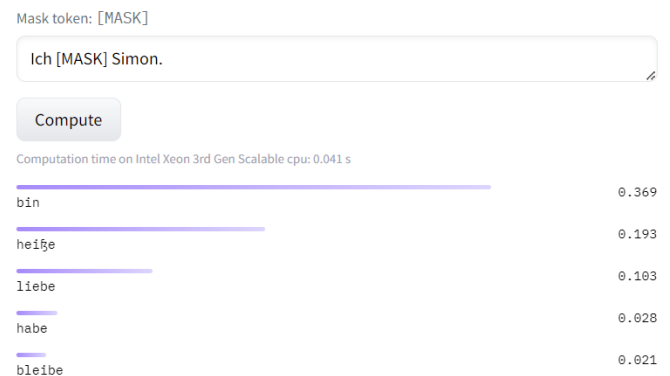 Mask token: [MASK]
Ich [MASK] Simon.
Compute
Computation time on Intel Xeon 3rd Gen Scalable cpu: 0.041 s
bin 0.369
heiße 0.193
liebe 0.103
habe 0.028
bleibe 0.021